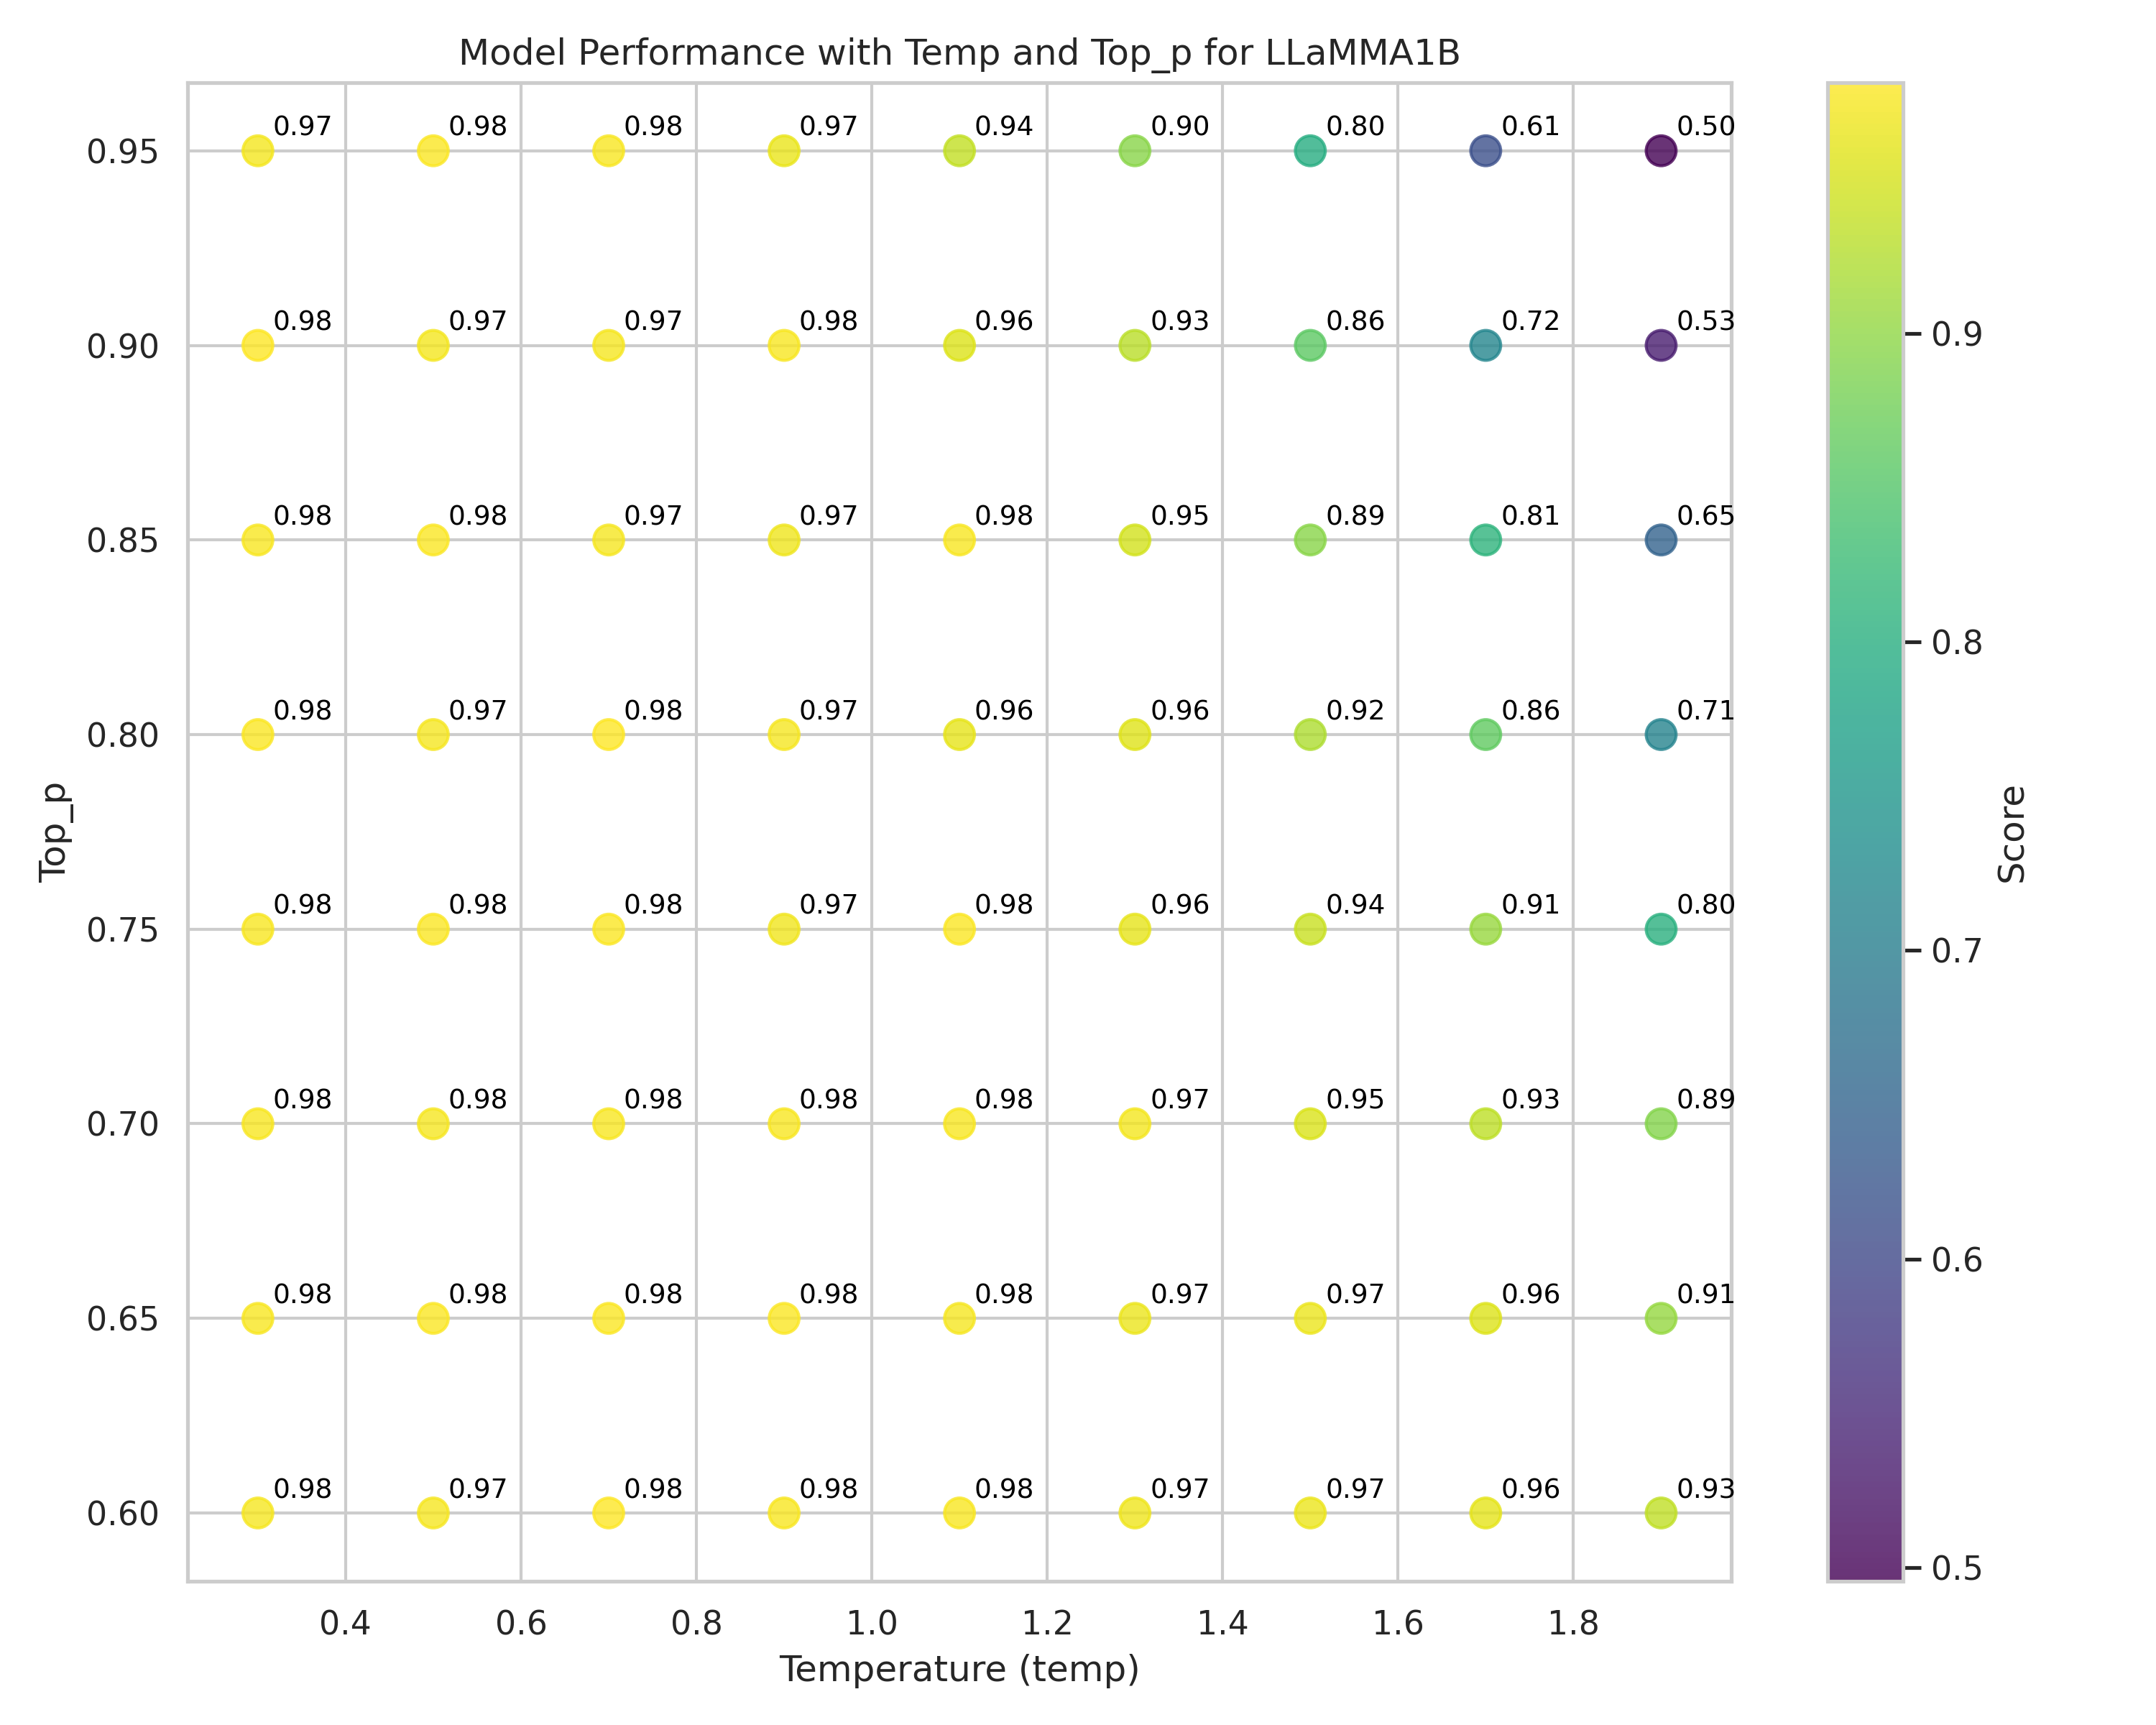 Model Performance with Temp and Top_p for LLaMMA1B
0.95 0.97 0.98 0.98 0.97 0.94 0.90 0.80 0.61 0.50
0.90 0.98 0.97 0.97 0.98 0.96 0.93 0.86 0.72 0.53
0.85 0.98 0.98 0.97 0.97 0.98 0.95 0.89 0.81 0.65
0.80 0.98 0.97 0.98 0.97 0.96 0.96 0.92 0.86 0.71
0.75 0.98 0.98 0.98 0.97 0.98 0.96 0.94 0.91 0.80
0.70 0.98 0.98 0.98 0.98 0.98 0.97 0.95 0.93 0.89
0.65 0.98 0.98 0.98 0.98 0.98 0.97 0.97 0.96 0.91
0.60 0.98 0.97 0.98 0.98 0.98 0.97 0.97 0.96 0.93
Top_p
0.4 0.6 0.8 1.0 1.2 1.4 1.6 1.8
Temperature (temp)
0.9
0.8
0.7
0.6
0.5
Score